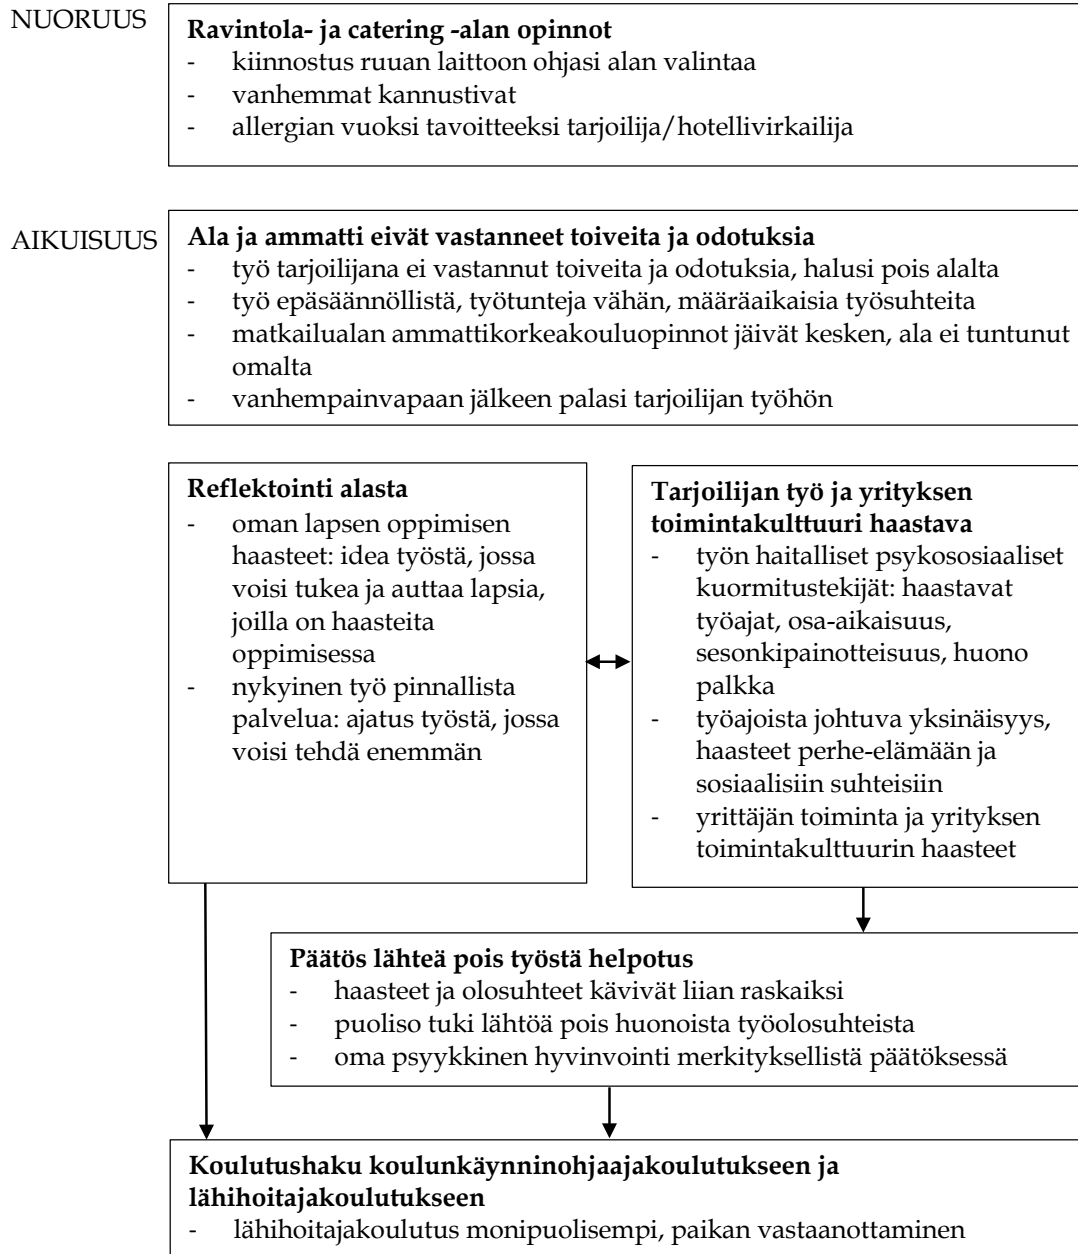 NUORUUS
Ravintola- ja catering -alan opinnot
- kiinnostus ruuan laittoon ohjasi alan valintaa
- vanhemmat kannustivat
- allergian vuoksi tavoitteeksi tarjoilija/hotellivirkailija
AIKUISUUS
Ala ja ammatti eivät vastanneet toiveita ja odotuksia
- työ tarjoilijana ei vastannut toiveita ja odotuksia, halusi pois alalta
- työ epäsäännöllistä, työtunteja vähän, määräaikaisia työsuhteita
- matkailualan ammattikorkeakouluopinnot jäivät kesken, ala ei tuntunut
omalta
- vanhempainvapaan jälkeen palasi tarjoilijan työhön
Reflektointi alasta
- oman lapsen oppimisen
haasteet: idea työstä, jossa
voisi tukea ja auttaa lapsia,
joilla on haasteita
oppimisessa
- nykyinen työ pinnallista
palvelua: ajatus työstä, jossa
voisi tehdä enemmän
Tarjoilijan työ ja yrityksen
toimintakulttuuri haastava
- työn haitalliset psykososiaaliset
kuormitustekijät: haastavat
työajat, osa-aikaisuus,
sesonkipainotteisuus, huono
palkka
- työajoista johtuva yksinäisyys,
haasteet perhe-elämään ja
sosiaalisiin suhteisiin
- yrittäjän toiminta ja yrityksen
toimintakulttuurin haasteet
Päätös lähteä pois työstä helpotus
- haasteet ja olosuhteet kävivät liian raskaiksi
- puoliso tuki lähtöä pois huonoista työolosuhteista
- oma psyykkinen hyvinvointi merkityksellistä päätöksessä
Koulutushaku koulunkäynninohjaajakoulutukseen ja
lähihoitajakoulutukseen
- lähihoitajakoulutus monipuolisempi, paikan vastaanottaminen